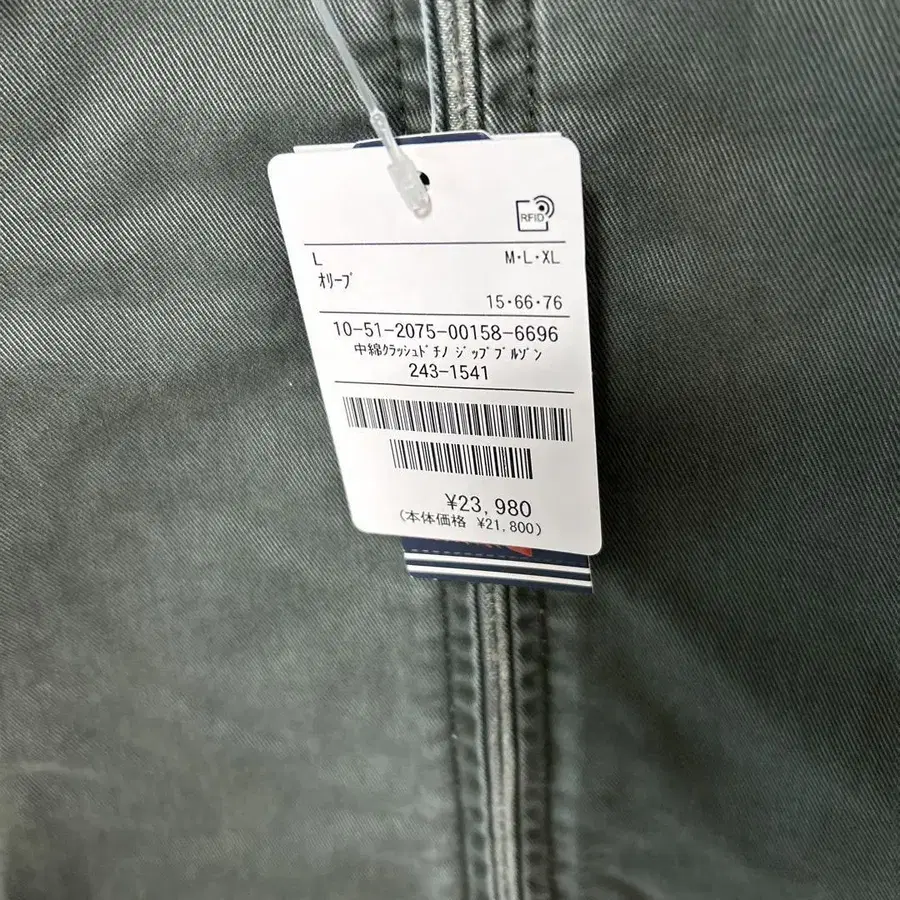 RFID
L M・L・XL
ｵﾘｰﾌﾞ
15・66・76
10-51-2075-00158-6696
中綿ｸﾗｯｼｭﾄﾞﾁﾉ ｼﾞｯﾌﾟﾌﾞﾙｿﾞﾝ
243-1541
¥23,980
(本体価格 ¥21,800)